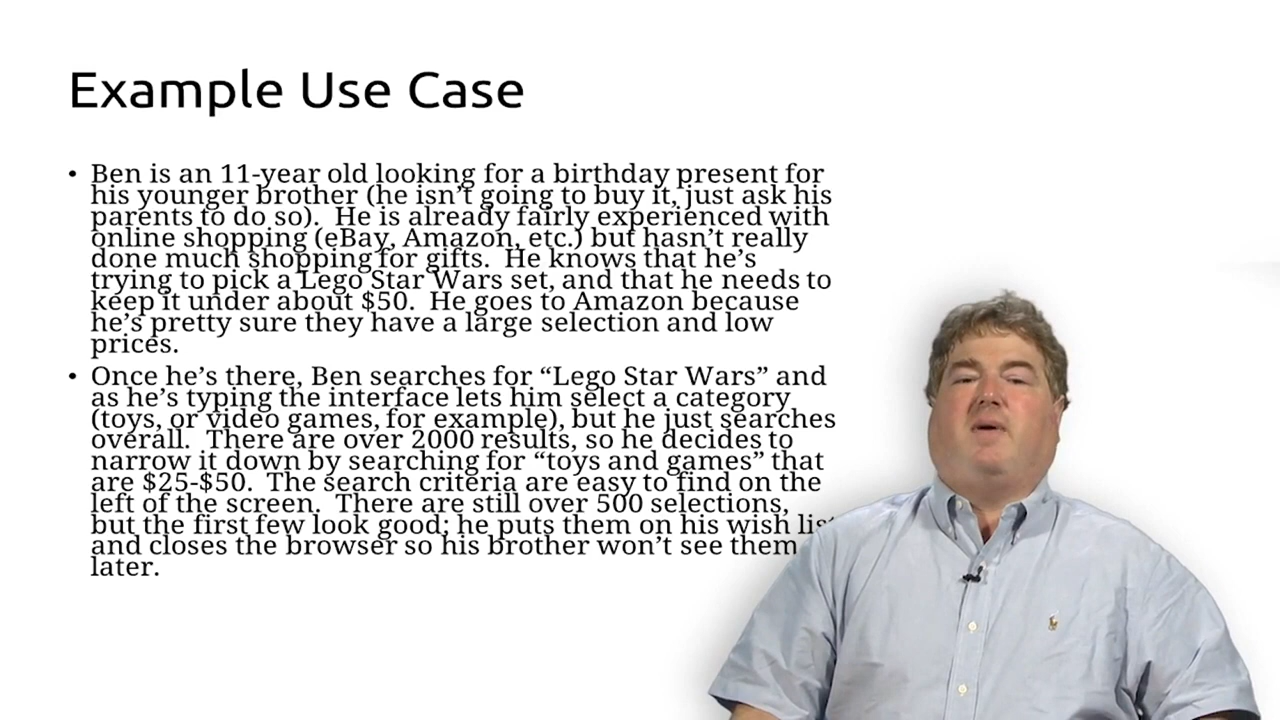 Example Use Case
• Ben is an 11-year old looking for a birthday present for
his younger brother (he isn't going to buy it, just ask his
parents to do so).  He is already fairly experienced with
online shopping (eBay, Amazon, etc.) but hasn't really
done much shopping for gifts.  He knows that he's
trying to pick a Lego Star Wars set, and that he needs to
keep it under about $50.  He goes to Amazon because
he's pretty sure they have a large selection and low
prices.
• Once he's there, Ben searches for “Lego Star Wars” and
as he's typing the interface lets him select a category
(toys, or video games, for example), but he just searches
overall.  There are over 2000 results, so he decides to
narrow it down by searching for “toys and games” that
are $25-$50.  The search criteria are easy to find on the
left of the screen.  There are still over 500 selections,
but the first few look good; he puts them on his wish list
and closes the browser so his brother won't see them
later.